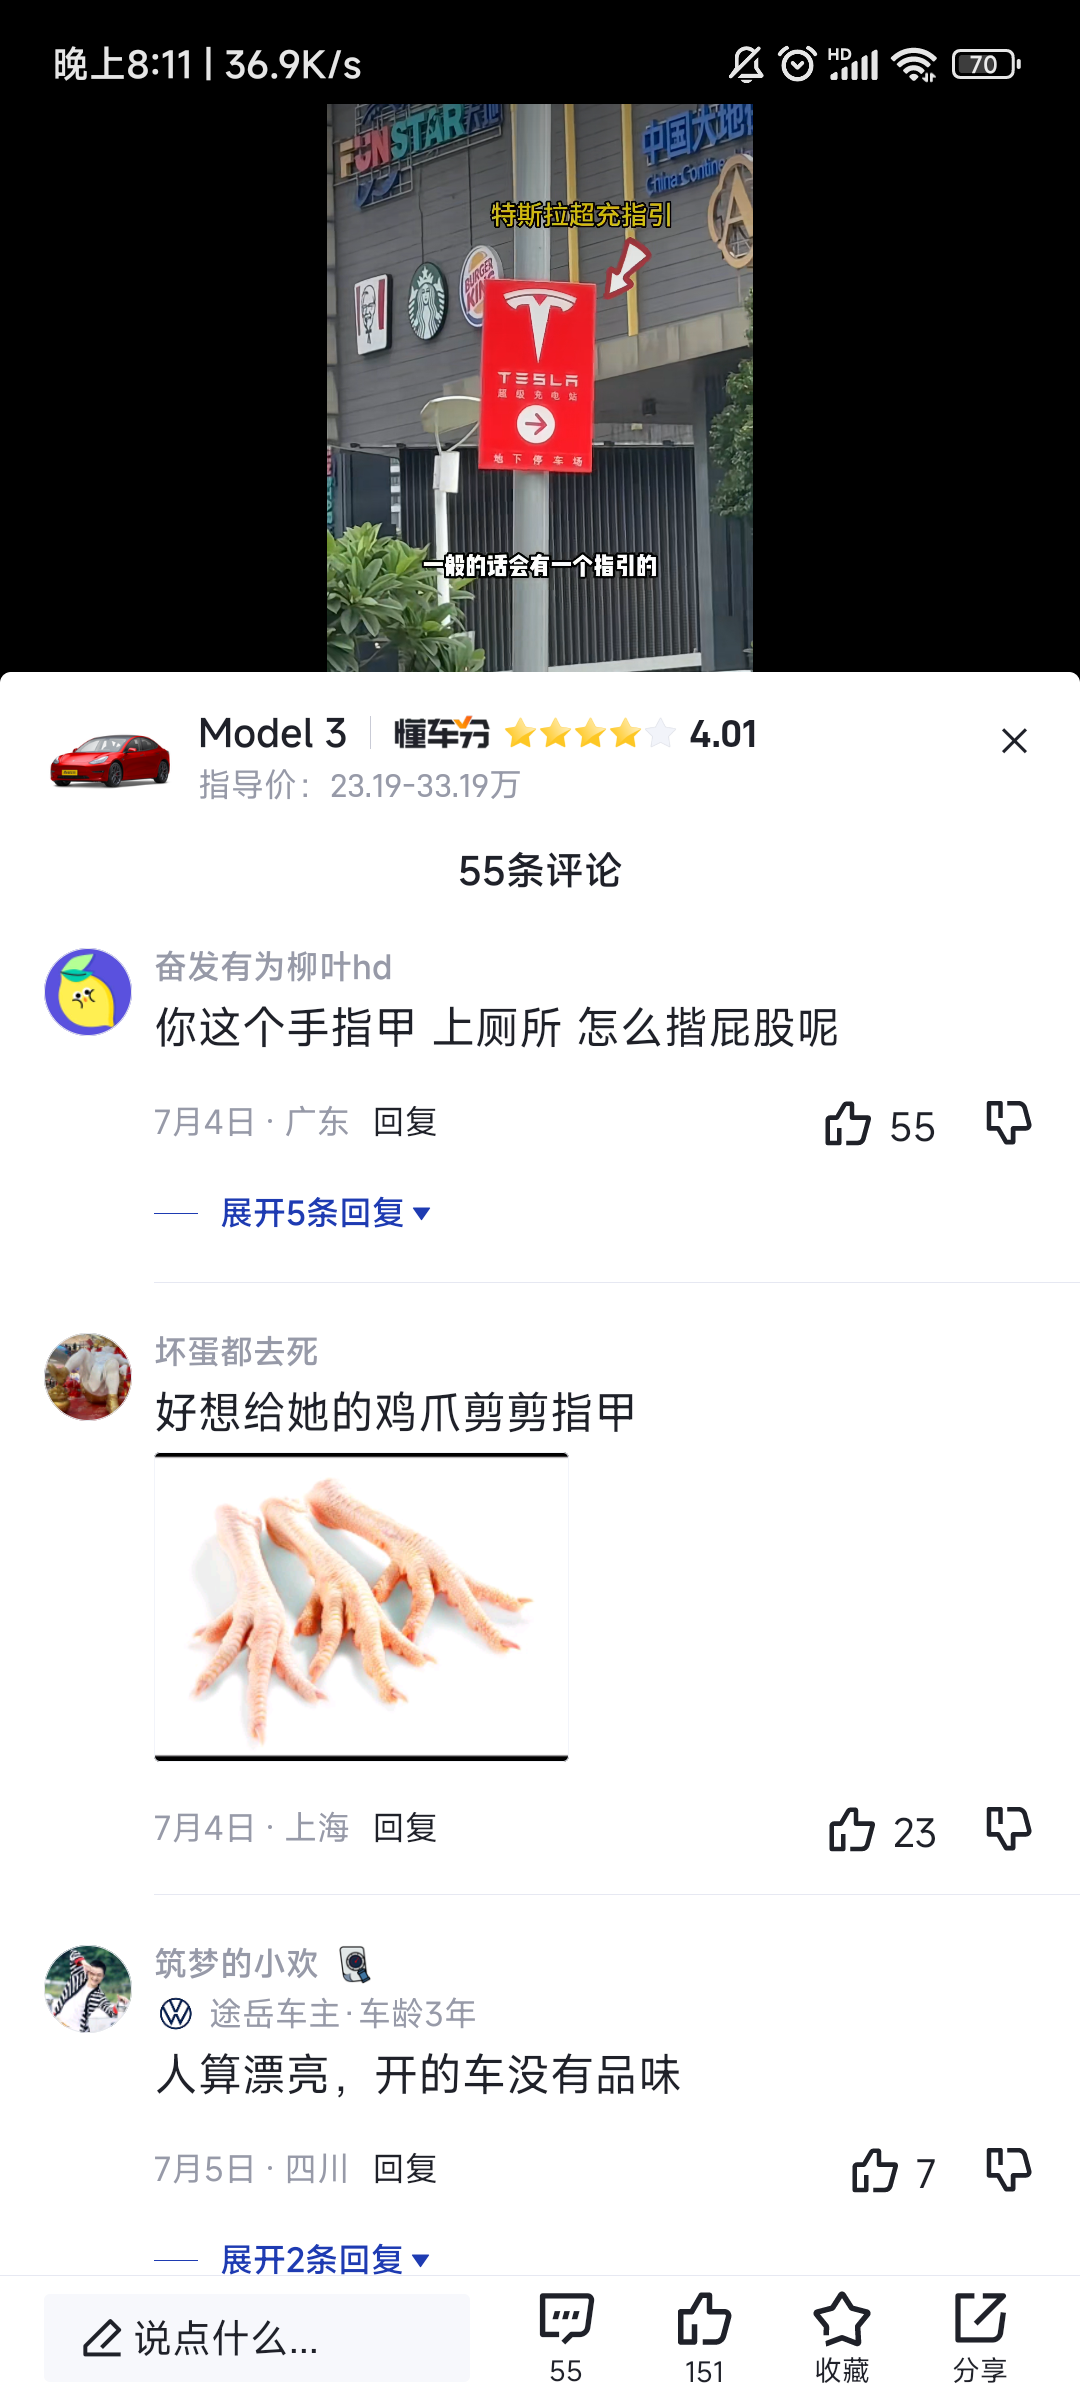 晚上8:11 | 36.9K/s
HD
70
FUNSTAR
中国大地
China Contine
特斯拉超充指引
BURGER
KING
TESLA
超级充电站
地下停车场
一般的话会有一个指引的
Model 3
懂车分
4.01
指导价：23.19-33.19万
55条评论
奋发有为柳叶hd
你这个手指甲 上厕所 怎么揩屁股呢
7月4日 · 广东 回复
55
展开5条回复
坏蛋都去死
好想给她的鸡爪剪剪指甲
7月4日 · 上海 回复
23
筑梦的小欢
途岳车主·车龄3年
人算漂亮，开的车没有品味
7月5日 · 四川 回复
7
展开2条回复
说点什么...
55
151
收藏
分享